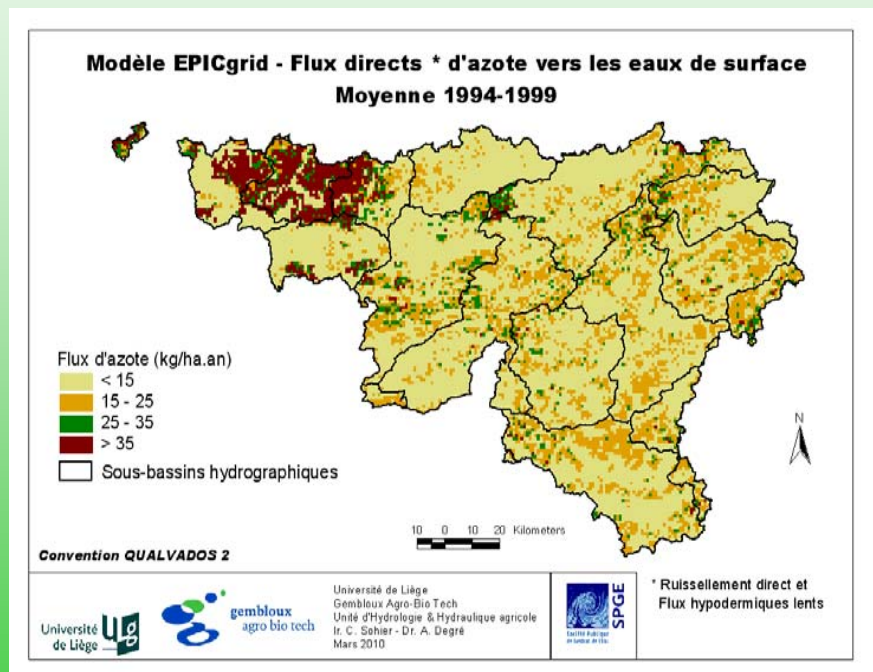 Modèle EPICgrid - Flux directs * d'azote vers les eaux de surface
Moyenne 1994-1999
Flux d'azote (kg/ha.an)
< 15
15 - 25
25 - 35
> 35
Sous-bassins hydrographiques
N
10 0 10 20 Kilometers
Convention QUALVADOS 2
Université
de Liège
ULg
gembloux
agro bio tech
Université de Liège
Gembloux Agro-Bio Tech
Unité d'Hydrologie & Hydraulique agricole
Ir. C. Sohier - Dr. A. Degré
Mars 2010
SPGE
* Ruissellement direct et
Flux hypodermiques lents